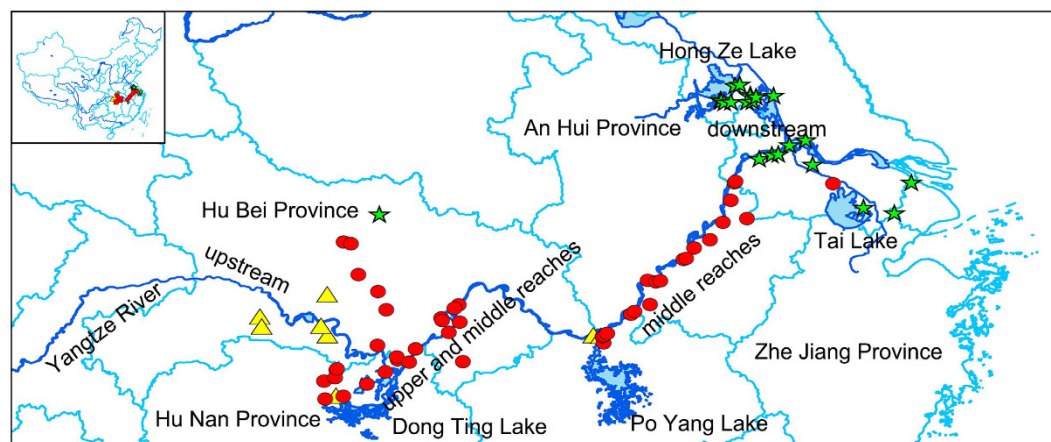 Hong Ze Lake
An Hui Province
downstream
Hu Bei Province
upstream
Tai Lake
Yangtze River
upper and middle reaches
middle reaches
Zhe Jiang Province
Hu Nan Province
Dong Ting Lake
Po Yang Lake